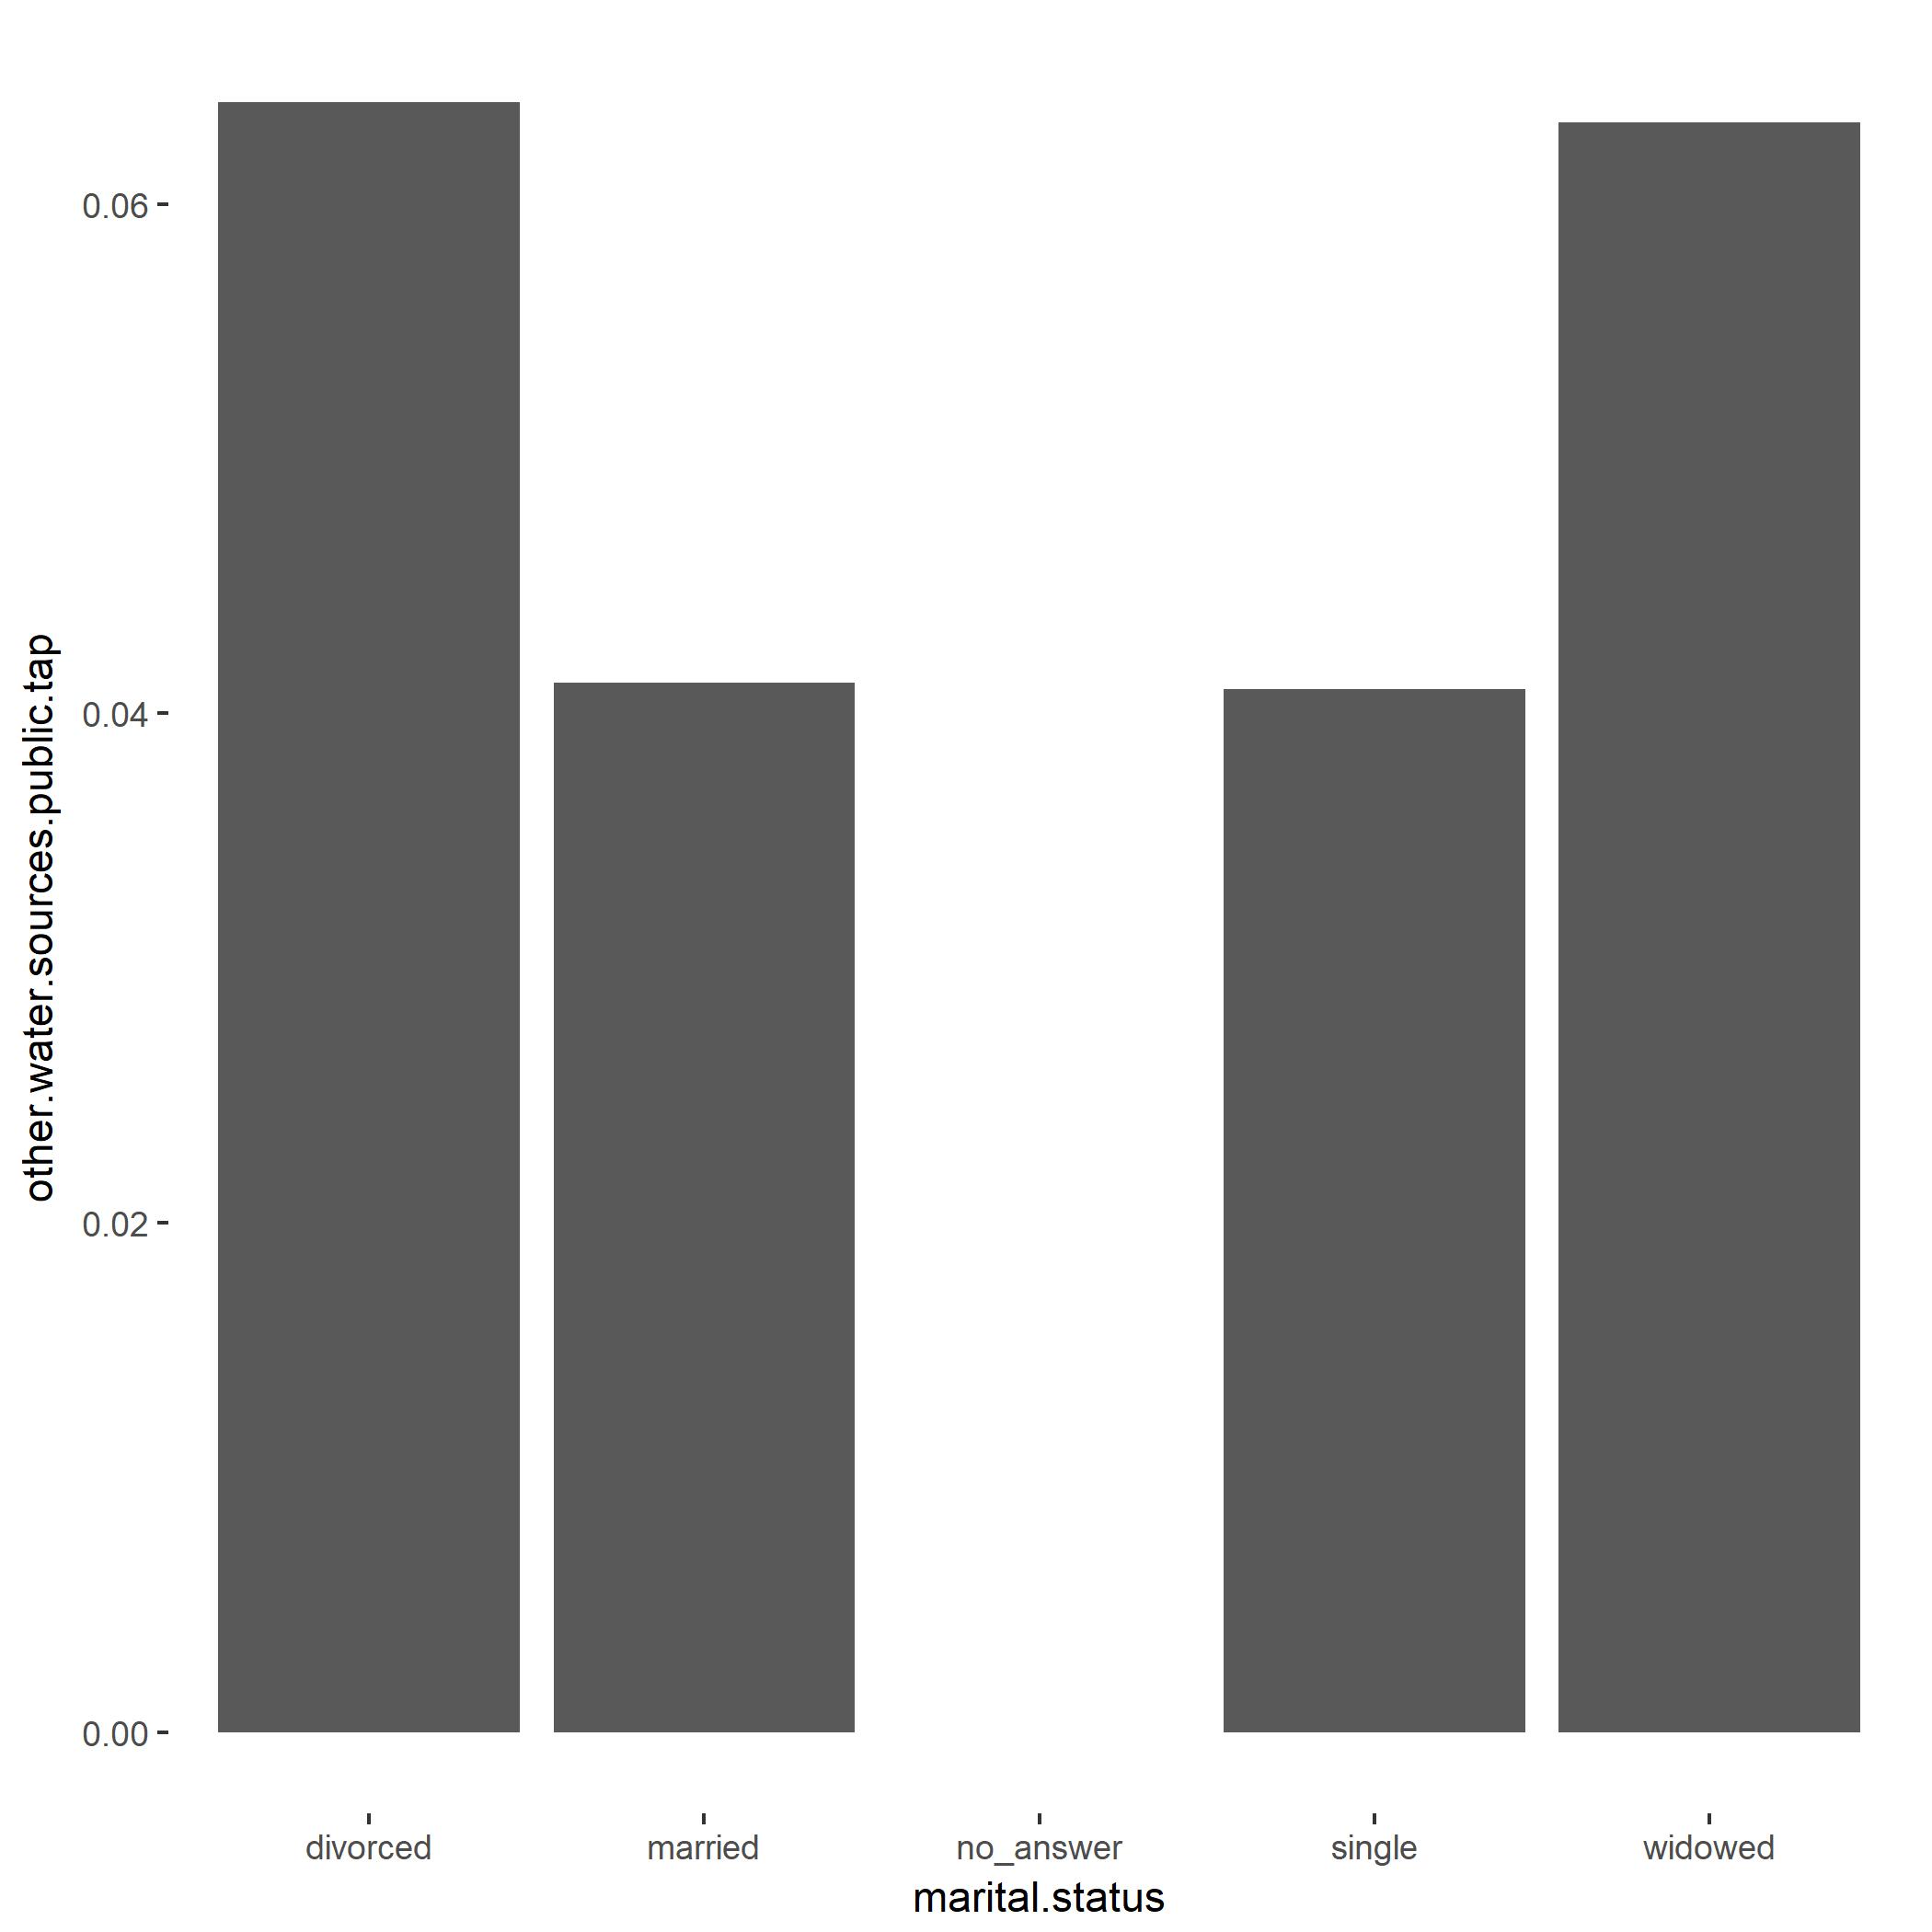 other.water.sources.public.tap
0.06
0.04
0.02
0.00
divorced married no_answer single widowed
marital.status